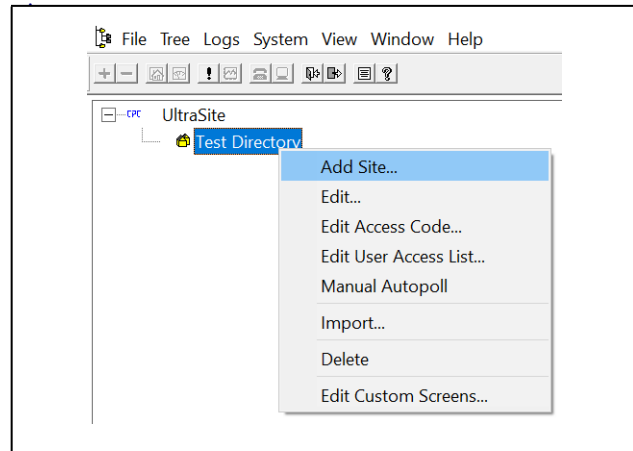 File Tree Logs System View Window Help
CPC UltraSite
Test Directory
Add Site...
Edit...
Edit Access Code...
Edit User Access List...
Manual Autopoll
Import...
Delete
Edit Custom Screens...